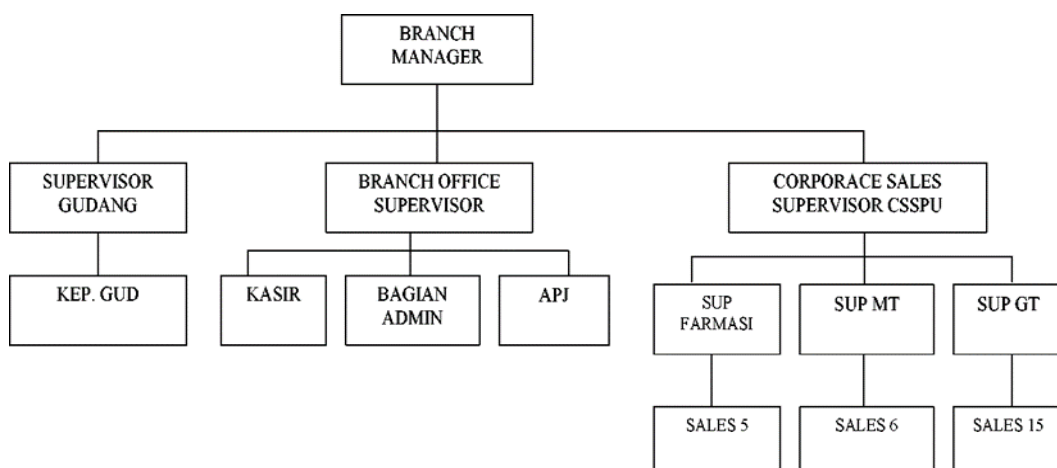 BRANCH
MANAGER
SUPERVISOR
GUDANG
BRANCH OFFICE
SUPERVISOR
CORPORACE SALES
SUPERVISOR CSSPU
KEP. GUD
KASIR
BAGIAN
ADMIN
APJ
SUP
FARMASI
SUP MT
SUP GT
SALES 5
SALES 6
SALES 15